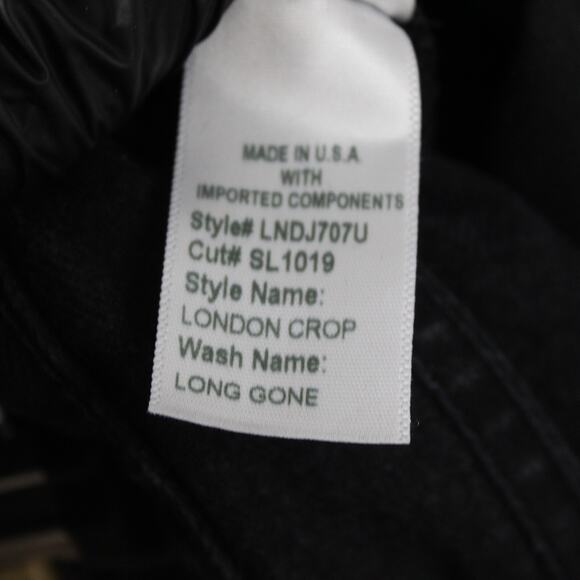 MADE IN U.S.A
WITH
IMPORTED COMPONENTS
Style# LNDJ707U
Cut# SL1019
Style Name:
LONDON CROP
Wash Name:
LONG GONE